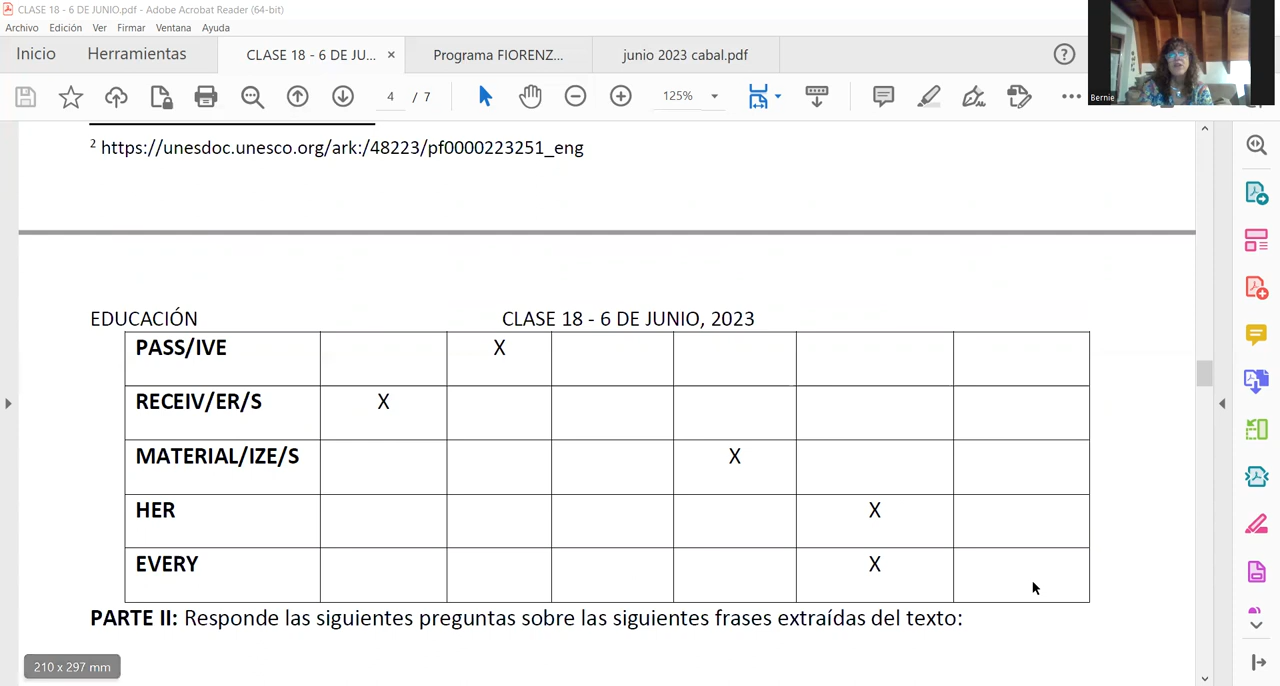 CLASE 18 - 6 DE JUNIO.pdf - Adobe Acrobat Reader (64-bit)
Archivo Edición Ver Firmar Ventana Ayuda
Inicio Herramientas CLASE 18 - 6 DE JU... × Programa FIORENZ... junio 2023 cabal.pdf
4 / 7 125%
Bernie
2 https://unesdoc.unesco.org/ark:/48223/pf0000223251_eng
EDUCACIÓN CLASE 18 - 6 DE JUNIO, 2023
PASS/IVE X
RECEIV/ER/S X
MATERIAL/IZE/S X
HER X
EVERY X
PARTE II: Responde las siguientes preguntas sobre las siguientes frases extraídas del texto:
210 x 297 mm